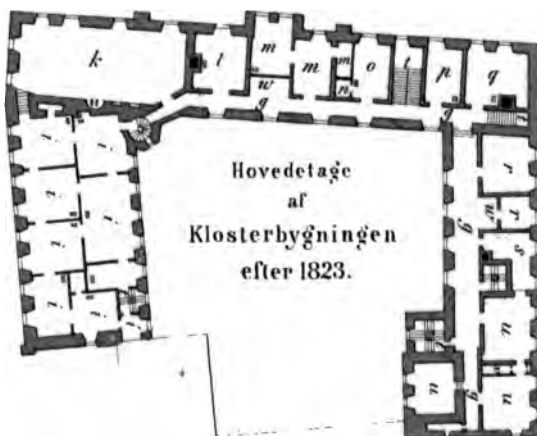 k
l
m
m
m
n
o
t
p
q
w
g
g
Hovedetage
af
Klosterbygningen
efter 1823.
i
i
i
i
i
i
i
i
r
r
w
g
s
n
n
n
g